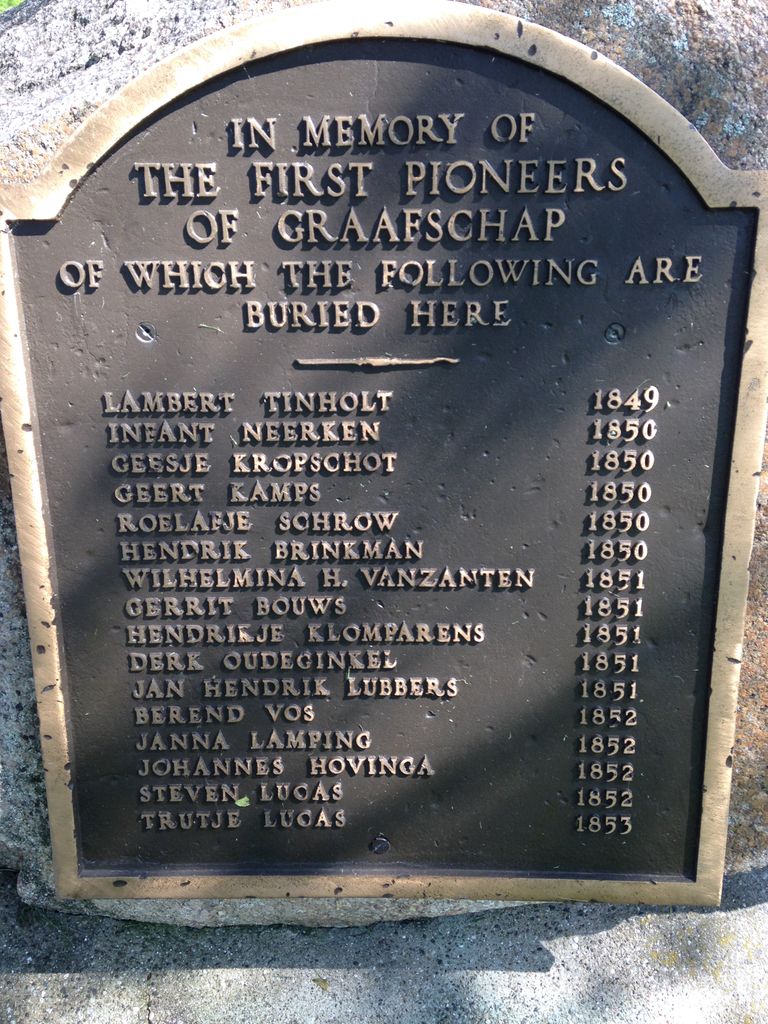 IN MEMORY OF
THE FIRST PIONEERS
OF GRAAFSCHAP
OF WHICH THE FOLLOWING ARE
BURIED HERE
LAMBERT TINHOLT 1849
INFANT NEERKEN 1850
GEESJE KROPSCHOT 1850
GEERT KAMPS 1850
ROELAFJE SCHROW 1850
HENDRIK BRINKMAN 1850
WILHELMINA H. VANZANTEN 1851
GERRIT BOUWS 1851
HENDRIKJE KLOMPARENS 1851
DERK OUDEGINKEL 1851
JAN HENDRIK LUBBERS 1851
BEREND VOS 1852
JANNA LAMPING 1852
JOHANNES HOVINGA 1852
STEVEN LUCAS 1852
TRUTJE LUCAS 1853